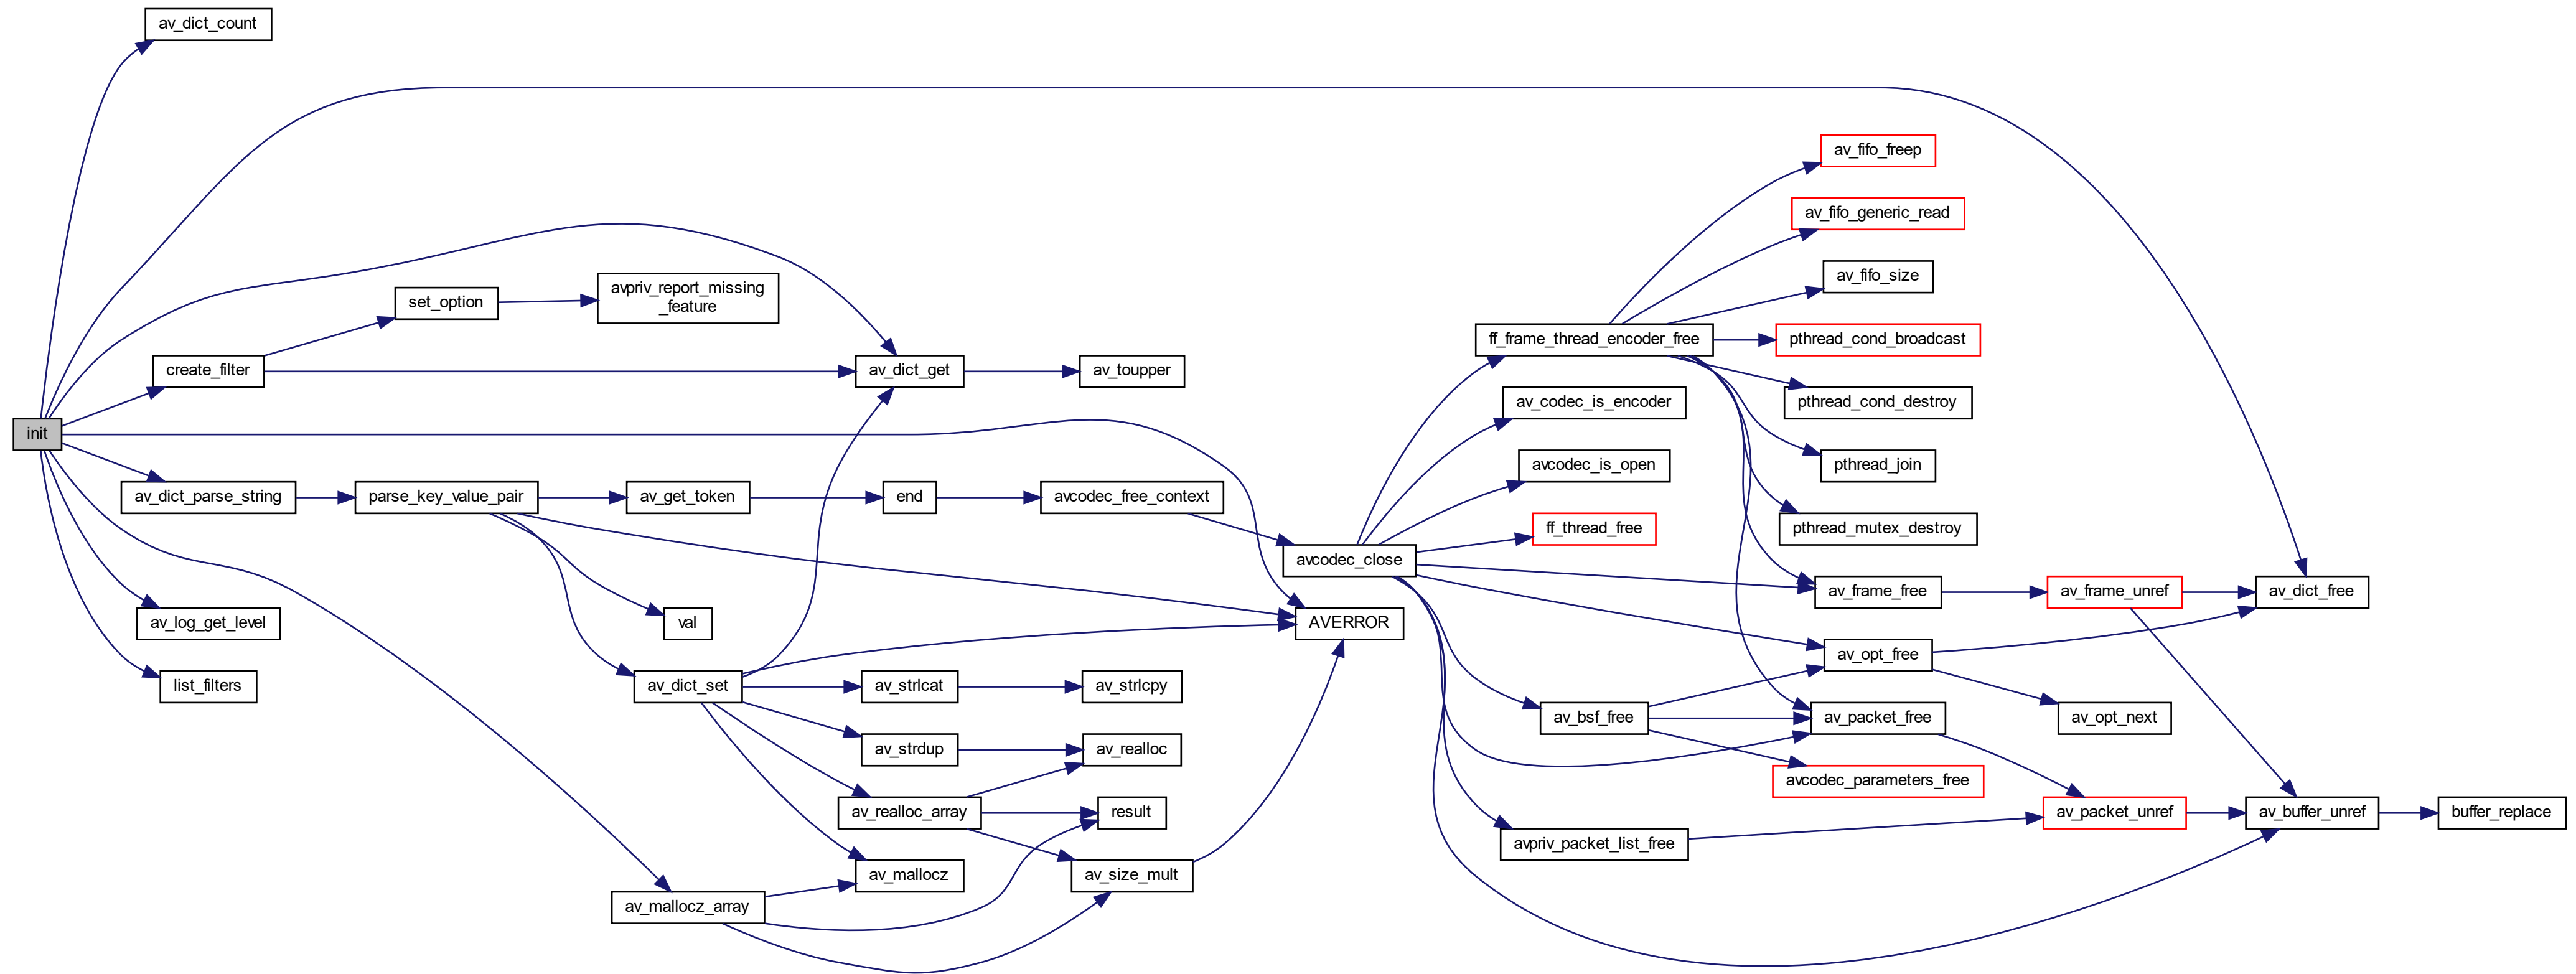 init
av_dict_count
create_filter
av_dict_parse_string
av_log_get_level
list_filters
set_option
parse_key_value_pair
avpriv_report_missing
_feature
av_get_token
val
av_dict_set
av_mallocz_array
av_dict_get
end
av_strlcat
av_strdup
av_realloc_array
av_mallocz
av_toupper
avcodec_free_context
av_strlcpy
av_realloc
result
av_size_mult
avcodec_close
AVERROR
ff_frame_thread_encoder_free
av_codec_is_encoder
avcodec_is_open
ff_thread_free
av_bsf_free
avpriv_packet_list_free
av_fifo_freep
av_fifo_generic_read
av_fifo_size
pthread_cond_broadcast
pthread_cond_destroy
pthread_join
pthread_mutex_destroy
av_frame_free
av_opt_free
av_packet_free
avcodec_parameters_free
av_frame_unref
av_opt_next
av_packet_unref
av_dict_free
av_buffer_unref
buffer_replace